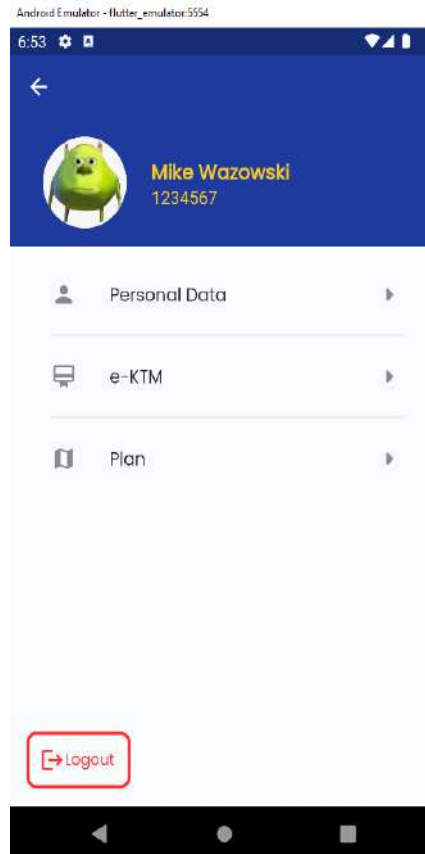 Android Emulator - flutter_emulator:5554
6:53
Mike Wazowski
1234567
Personal Data
e-KTM
Plan
Logout